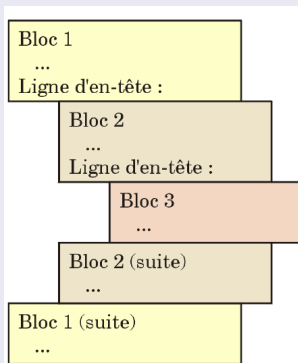 Bloc 1
...
Ligne d'en-tête :
Bloc 2
...
Ligne d'en-tête :
Bloc 3
...
Bloc 2 (suite)
...
Bloc 1 (suite)
...